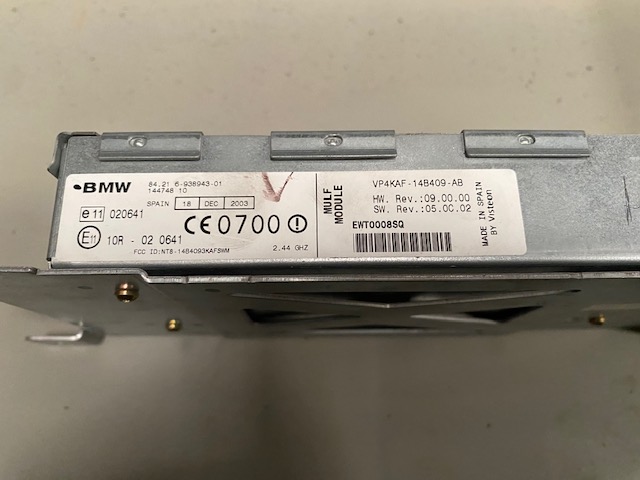 BMW
84.21 6-938943-01
144748 10
SPAIN 18 DEC 2003
e11 020641
CE0700!
E11 10R - 02 0641
FCC ID:NT8-14B4093KAFSWM
2.44 GHZ
MULF
MODULE
VP4KAF-14B409-AB
HW. Rev.:09.00.00
SW. Rev.:05.0C.02
EWT0008SQ
MADE IN SPAIN
BY Visteon